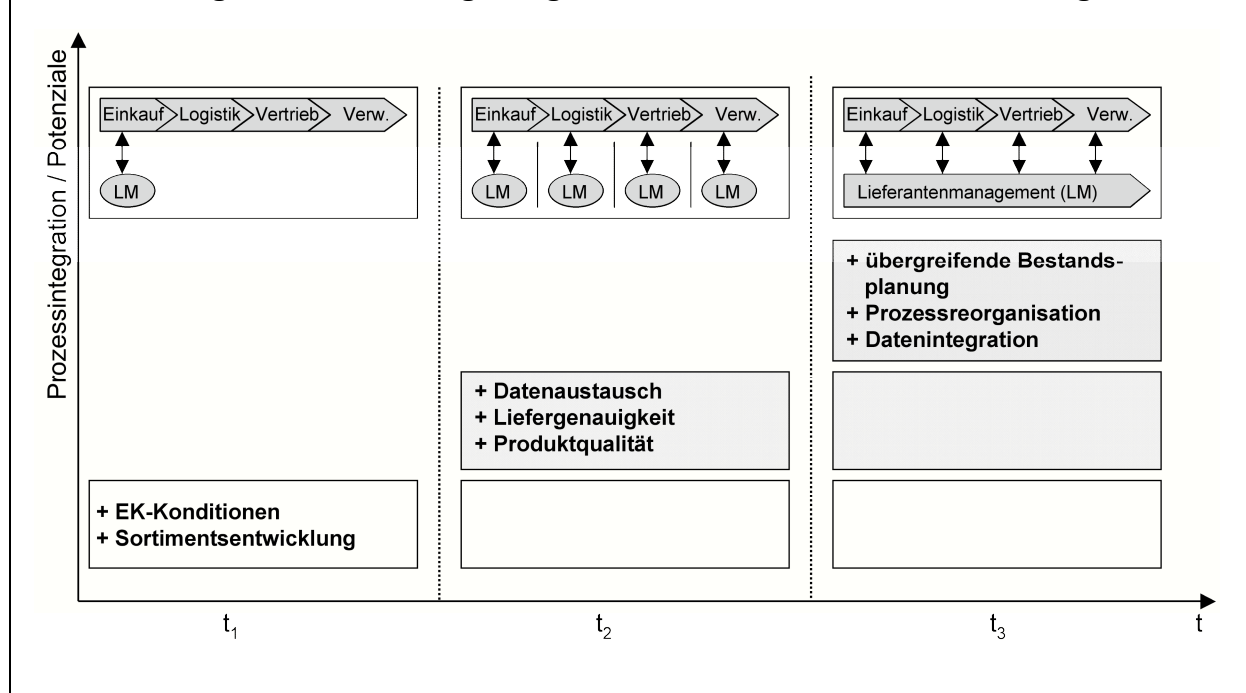 Prozessintegration / Potenziale
Einkauf Logistik Vertrieb Verw.
LM
Einkauf Logistik Vertrieb Verw.
LM LM LM LM
Einkauf Logistik Vertrieb Verw.
Lieferantenmanagement (LM)
+ übergreifende Bestands-
planung
+ Prozessreorganisation
+ Datenintegration
+ Datenaustausch
+ Liefergenauigkeit
+ Produktqualität
+ EK-Konditionen
+ Sortimentsentwicklung
t1 t2 t3 t